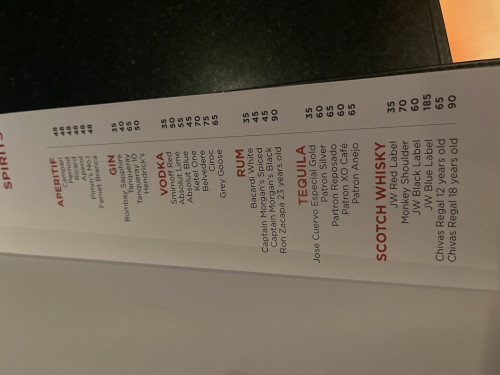 SPIRITS
APERITIF
Campari 48
Pernod 48
Ricard 48
48
Pimm's No.1 48
Fernet Branca 48
GIN
Bombay Sapphire 35
Tanqueray 40
Tanqueray 10 65
Hendrick's 50
VODKA
Smirnoff Red 35
Absolut Lime 50
Absolut Blue 55
Ketel One 45
Belvedere 70
Ciroc 75
Grey Goose 65
RUM
Bacardi White 35
Captain Morgan's Spiced 45
Captain Morgan's Black 45
Ron Zacapa 23 years old 90
TEQUILA
Jose Cuervo Especial Gold 35
Patron Silver 60
Partron Reposado 65
Patron XO Café 60
Patron Anejo 65
SCOTCH WHISKY
JW Red Label 35
Monkey Shoulder 70
JW Black Label 60
JW Blue Label 185
Chivas Regal 12 years old 65
Chivas Regal 18 years old 90